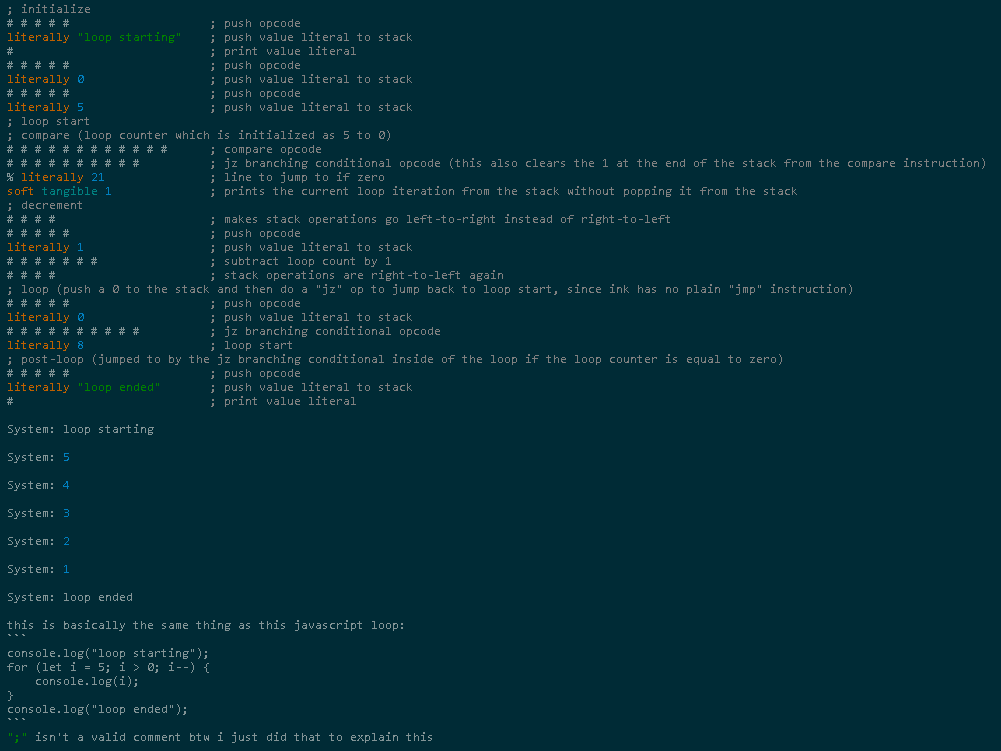 ; initialize
# # # # # ; push opcode
literally "loop starting" ; push value literal to stack
# ; print value literal
# # # # # ; push opcode
literally 0 ; push value literal to stack
# # # # # ; push opcode
literally 5 ; push value literal to stack
; loop start
; compare (loop counter which is initialized as 5 to 0)
# # # # # # # # # # # # ; compare opcode
# # # # # # # # # # ; jz branching conditional opcode (this also clears the 1 at the end of the stack from the compare instruction)
% literally 21 ; line to jump to if zero
soft tangible 1 ; prints the current loop iteration from the stack without popping it from the stack
; decrement
# # # # ; makes stack operations go left-to-right instead of right-to-left
# # # # # ; push opcode
literally 1 ; push value literal to stack
# # # # # # # ; subtract loop count by 1
# # # # ; stack operations are right-to-left again
; loop (push a 0 to the stack and then do a "jz" op to jump back to loop start, since ink has no plain "jmp" instruction)
# # # # # ; push opcode
literally 0 ; push value literal to stack
# # # # # # # # # # ; jz branching conditional opcode
literally 8 ; loop start
; post-loop (jumped to by the jz branching conditional inside of the loop if the loop counter is equal to zero)
# # # # # ; push opcode
literally "loop ended" ; push value literal to stack
# ; print value literal
System: loop starting
System: 5
System: 4
System: 3
System: 2
System: 1
System: loop ended
this is basically the same thing as this javascript loop:
```
console.log("loop starting");
for (let i = 5; i > 0; i--) {
    console.log(i);
}
console.log("loop ended");
```
";" isn't a valid comment btw i just did that to explain this